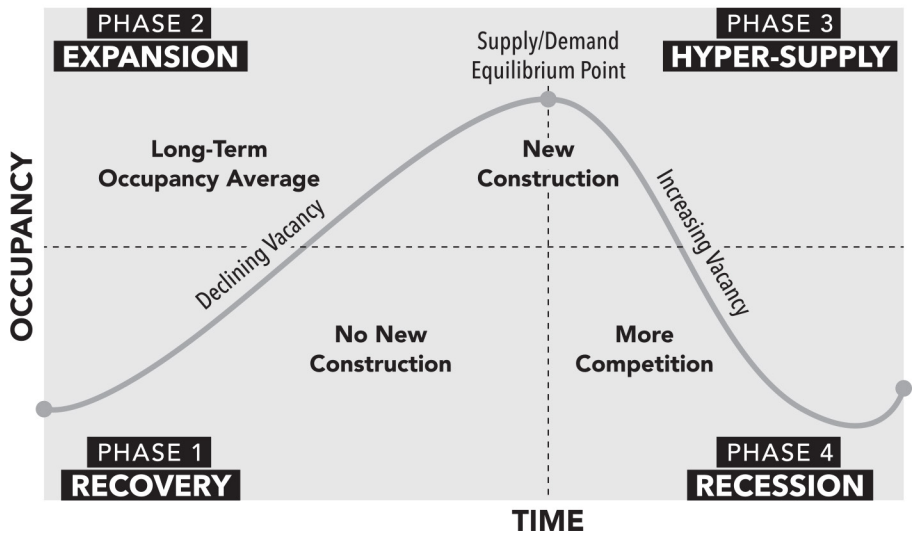 PHASE 2
EXPANSION
PHASE 3
HYPER-SUPPLY
Supply/Demand
Equilibrium Point
Long-Term
Occupancy Average
New
Construction
Declining Vacancy
Increasing Vacancy
OCCUPANCY
No New
Construction
More
Competition
PHASE 1
RECOVERY
PHASE 4
RECESSION
TIME